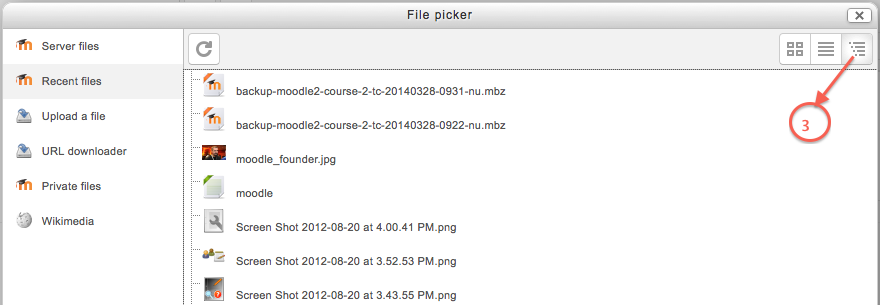 File picker
Server files
Recent files
Upload a file
URL downloader
Private files
Wikimedia
backup-moodle2-course-2-tc-20140328-0931-nu.mbz
backup-moodle2-course-2-tc-20140328-0922-nu.mbz
moodle_founder.jpg
moodle
Screen Shot 2012-08-20 at 4.00.41 PM.png
Screen Shot 2012-08-20 at 3.52.53 PM.png
Screen Shot 2012-08-20 at 3.43.55 PM.png
3